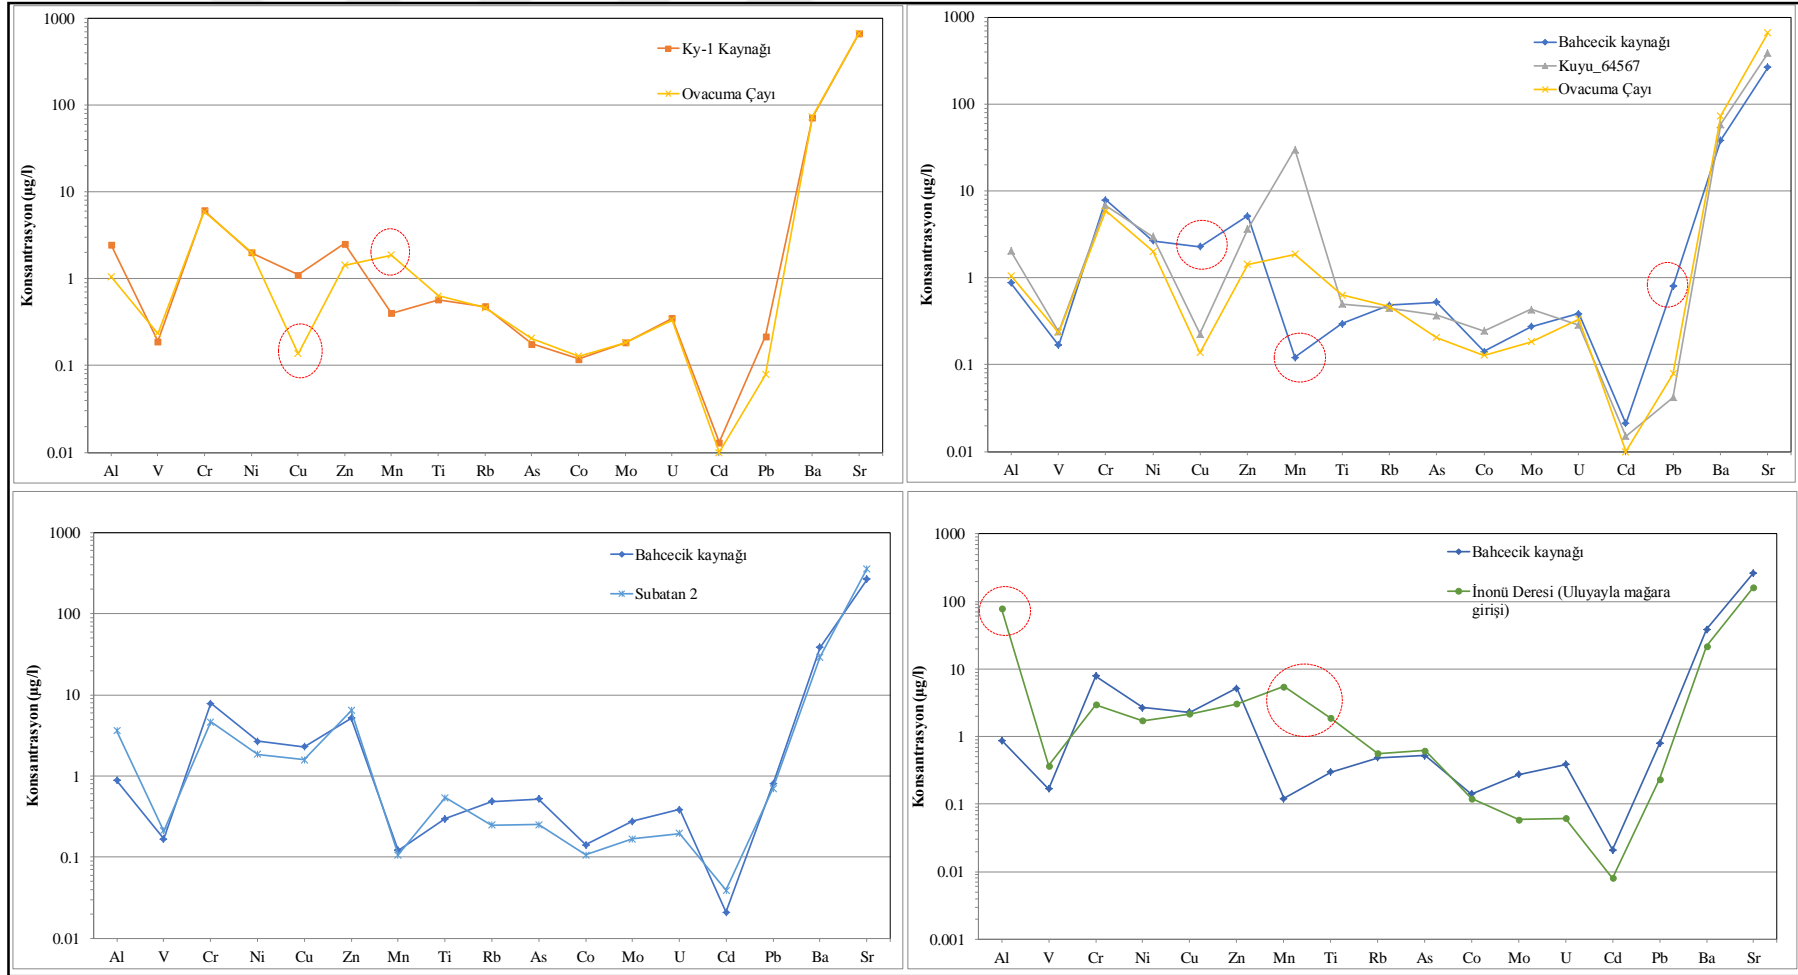 1000
100
10
1
0.1
0.01
Konsantrasyon (µg/l)
Ky-1 Kaynağı
Ovacuma Çayı
Al V Cr Ni Cu Zn Mn Ti Rb As Co Mo U Cd Pb Ba Sr
1000
100
10
1
0.1
0.01
Konsantrasyon (µg/l)
Bahcecik kaynağı
Kuyu_64567
Ovacuma Çayı
Al V Cr Ni Cu Zn Mn Ti Rb As Co Mo U Cd Pb Ba Sr
1000
100
10
1
0.1
0.01
Konsantrasyon (µg/l)
Bahcecik kaynağı
Subatan 2
Al V Cr Ni Cu Zn Mn Ti Rb As Co Mo U Cd Pb Ba Sr
1000
100
10
1
0.1
0.01
0.001
Konsantrasyon (µg/l)
Bahcecik kaynağı
İnonü Deresi (Uluyayla mağara
girişi)
Al V Cr Ni Cu Zn Mn Ti Rb As Co Mo U Cd Pb Ba Sr